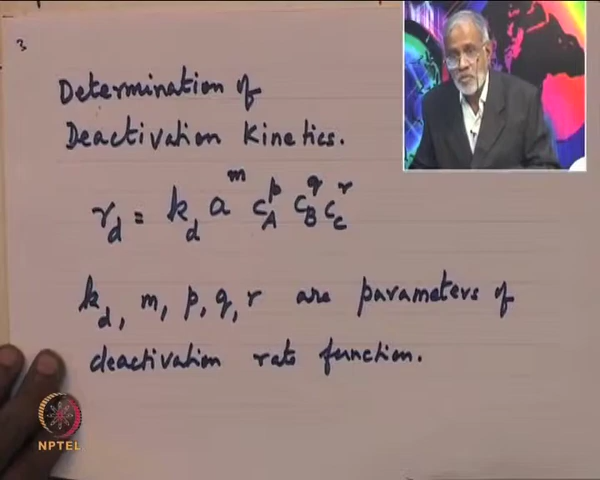 3
Determination of
Deactivation Kinetics.
r_d = k_d a^m C_A^p C_B^q C_C^r
k_d, m, p, q, r are parameters of
deactivation rate function.
NPTEL